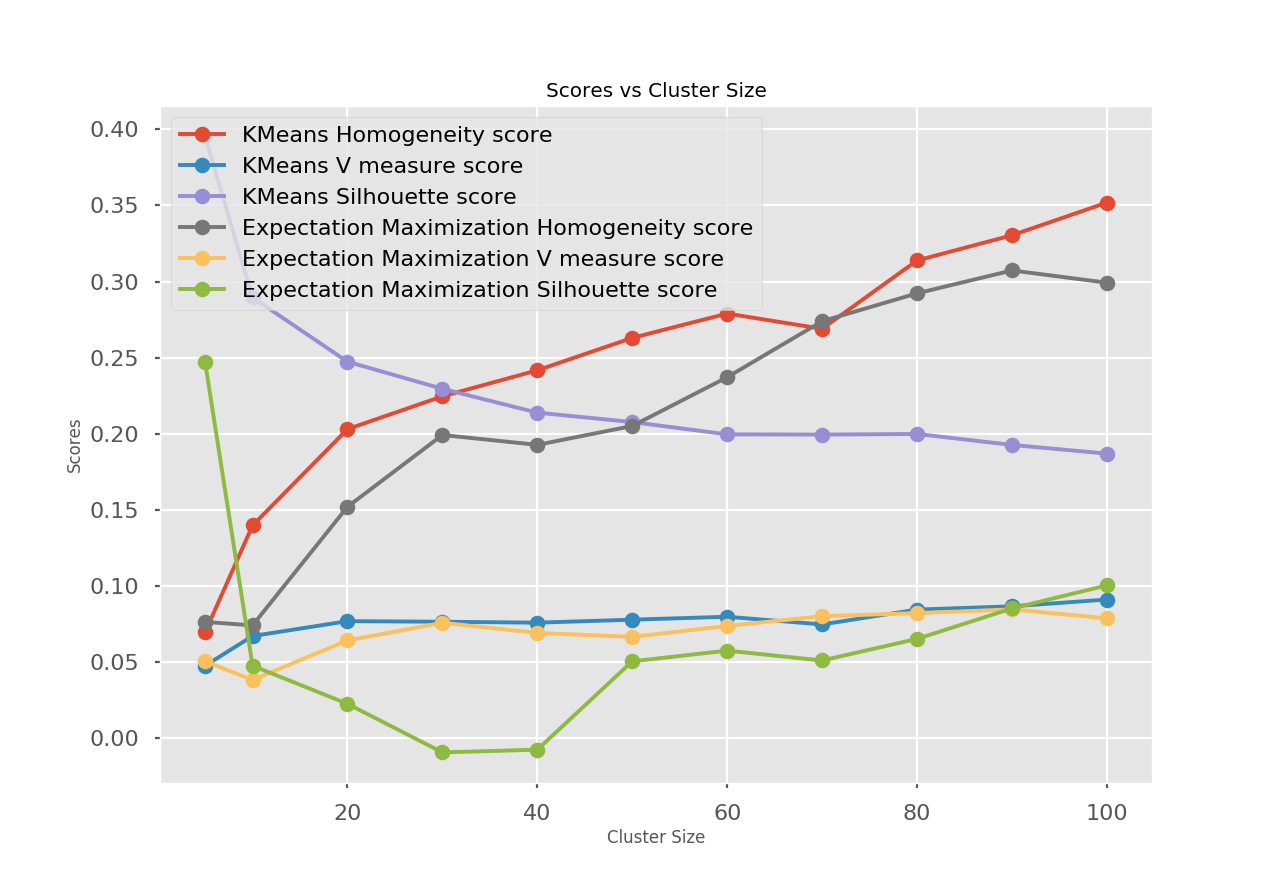 Scores vs Cluster Size
0.40
0.35
0.30
0.25
0.20
0.15
0.10
0.05
0.00
Scores
KMeans Homogeneity score
KMeans V measure score
KMeans Silhouette score
Expectation Maximization Homogeneity score
Expectation Maximization V measure score
Expectation Maximization Silhouette score
20 40 60 80 100
Cluster Size